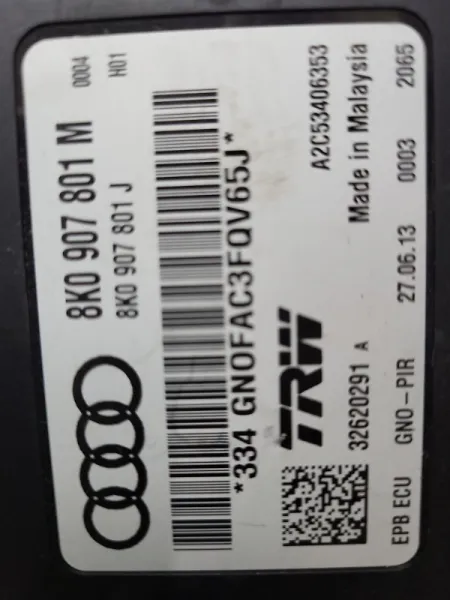 8K0 907 801 M 0004
8K0 907 801 J H01
*334 GNOFAC3FQV65J*
TRW
A2C53406353
32620291 A
Made in Malaysia
EPB ECU GNO-PIR 27.06.13 0003 2065